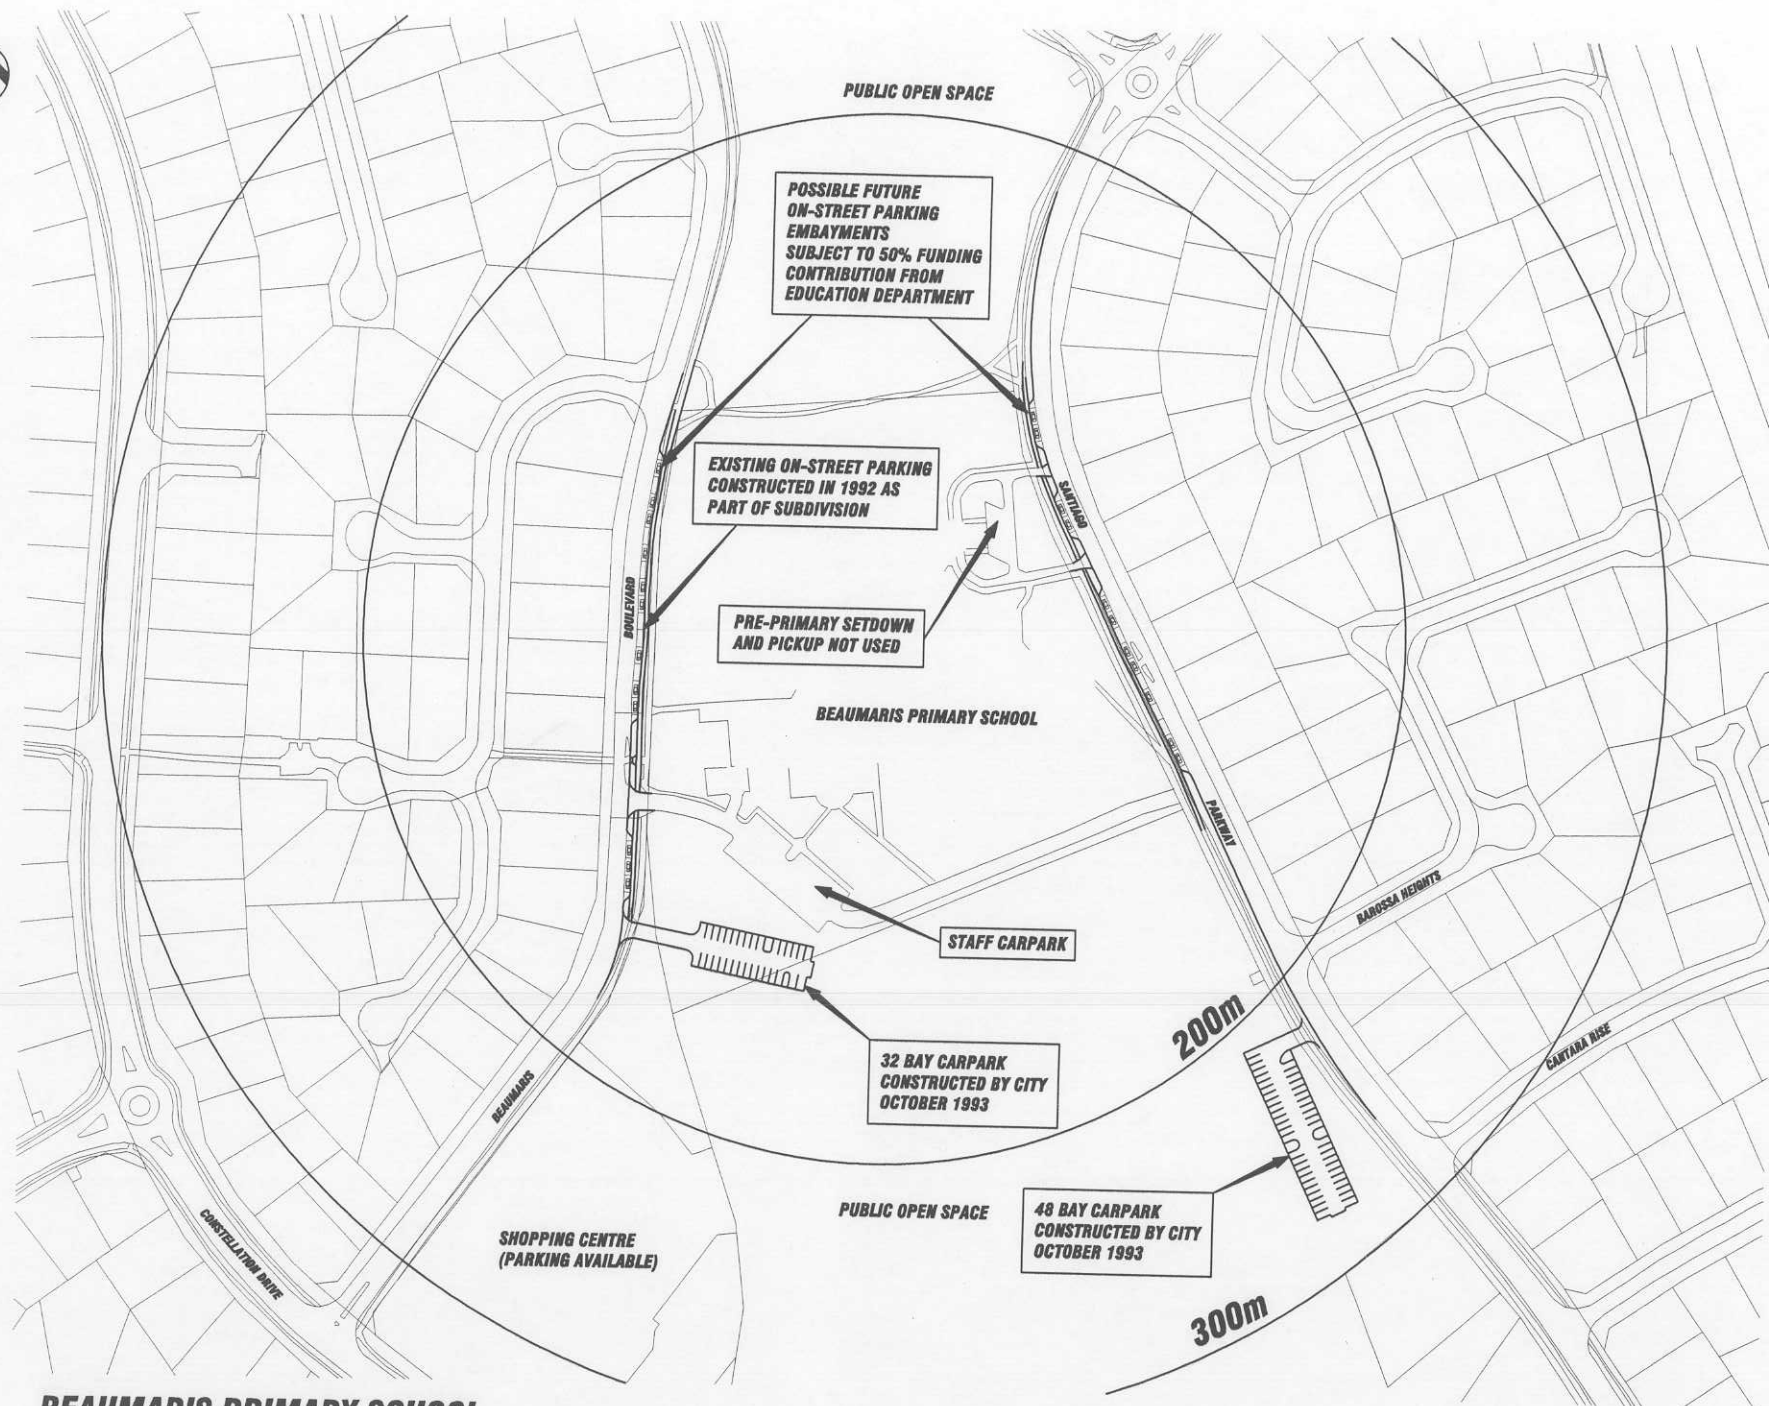 PUBLIC OPEN SPACE
POSSIBLE FUTURE
ON-STREET PARKING
EMBAYMENTS
SUBJECT TO 50% FUNDING
CONTRIBUTION FROM
EDUCATION DEPARTMENT
EXISTING ON-STREET PARKING
CONSTRUCTED IN 1992 AS
PART OF SUBDIVISION
SANTIAGO
BOULEVARD
PRE-PRIMARY SETDOWN
AND PICKUP NOT USED
BEAUMARIS PRIMARY SCHOOL
PARKWAY
BAROSSA HEIGHTS
STAFF CARPARK
200m
CANTARA RISE
32 BAY CARPARK
CONSTRUCTED BY CITY
OCTOBER 1993
BEAUMARIS
PUBLIC OPEN SPACE
48 BAY CARPARK
CONSTRUCTED BY CITY
OCTOBER 1993
CONSTELLATION DRIVE
SHOPPING CENTRE
(PARKING AVAILABLE)
300m
BEAUMARIS PRIMARY SCHOOL